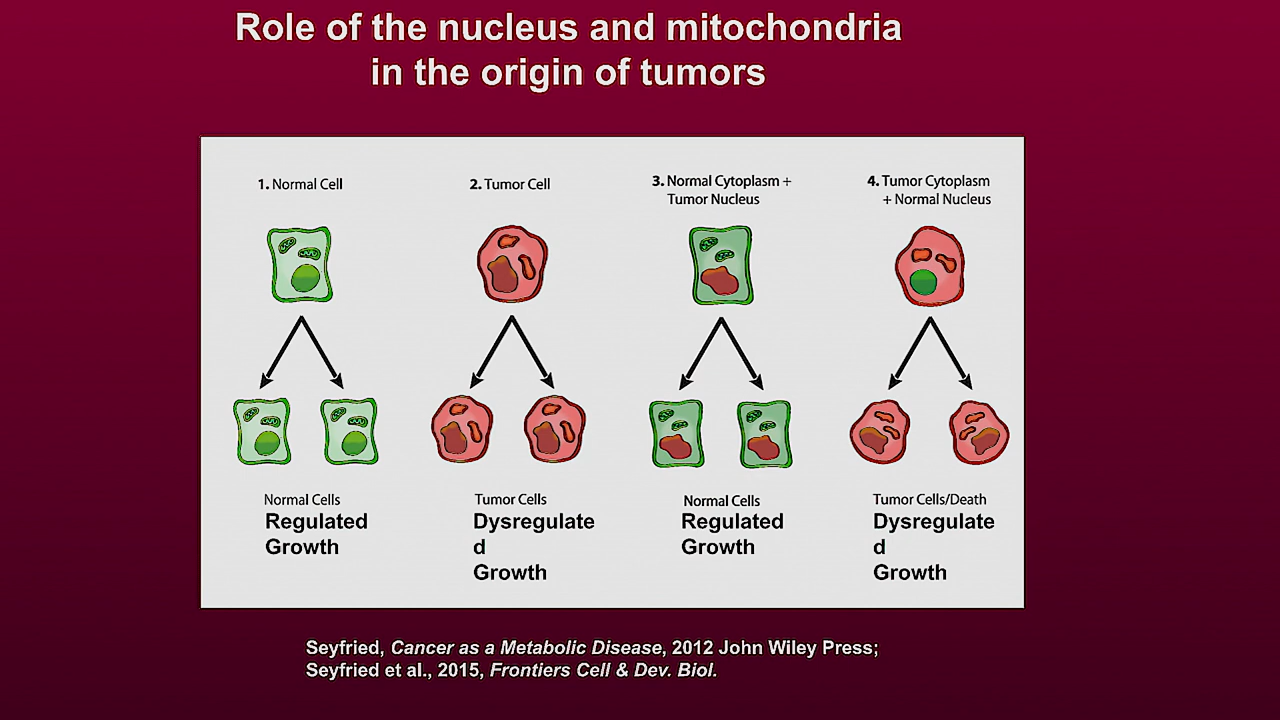 Role of the nucleus and mitochondria
in the origin of tumors
1. Normal Cell
2. Tumor Cell
3. Normal Cytoplasm +
Tumor Nucleus
4. Tumor Cytoplasm
+ Normal Nucleus
Normal Cells
Regulated
Growth
Tumor Cells
Dysregulate
d
Growth
Normal Cells
Regulated
Growth
Tumor Cells/Death
Dysregulate
d
Growth
Seyfried, Cancer as a Metabolic Disease, 2012 John Wiley Press;
Seyfried et al., 2015, Frontiers Cell & Dev. Biol.